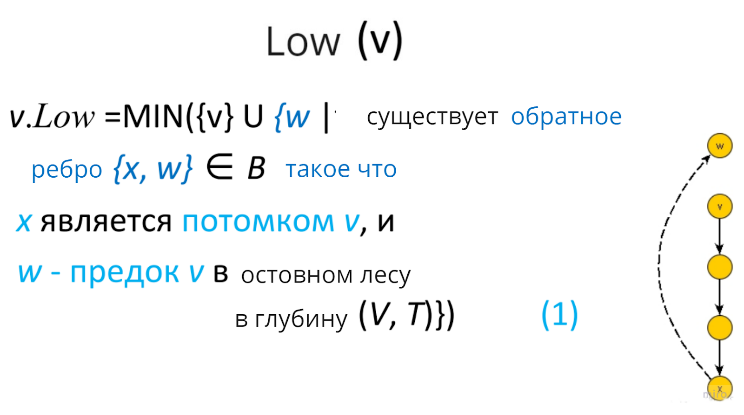 Low (v)
v.Low =MIN({v} U {w | существует обратное
ребро {x, w} ∈ B такое что
x является потомком v, и
w - предок v в остовном лесу
в глубину (V, T)}) (1)
w
v
x